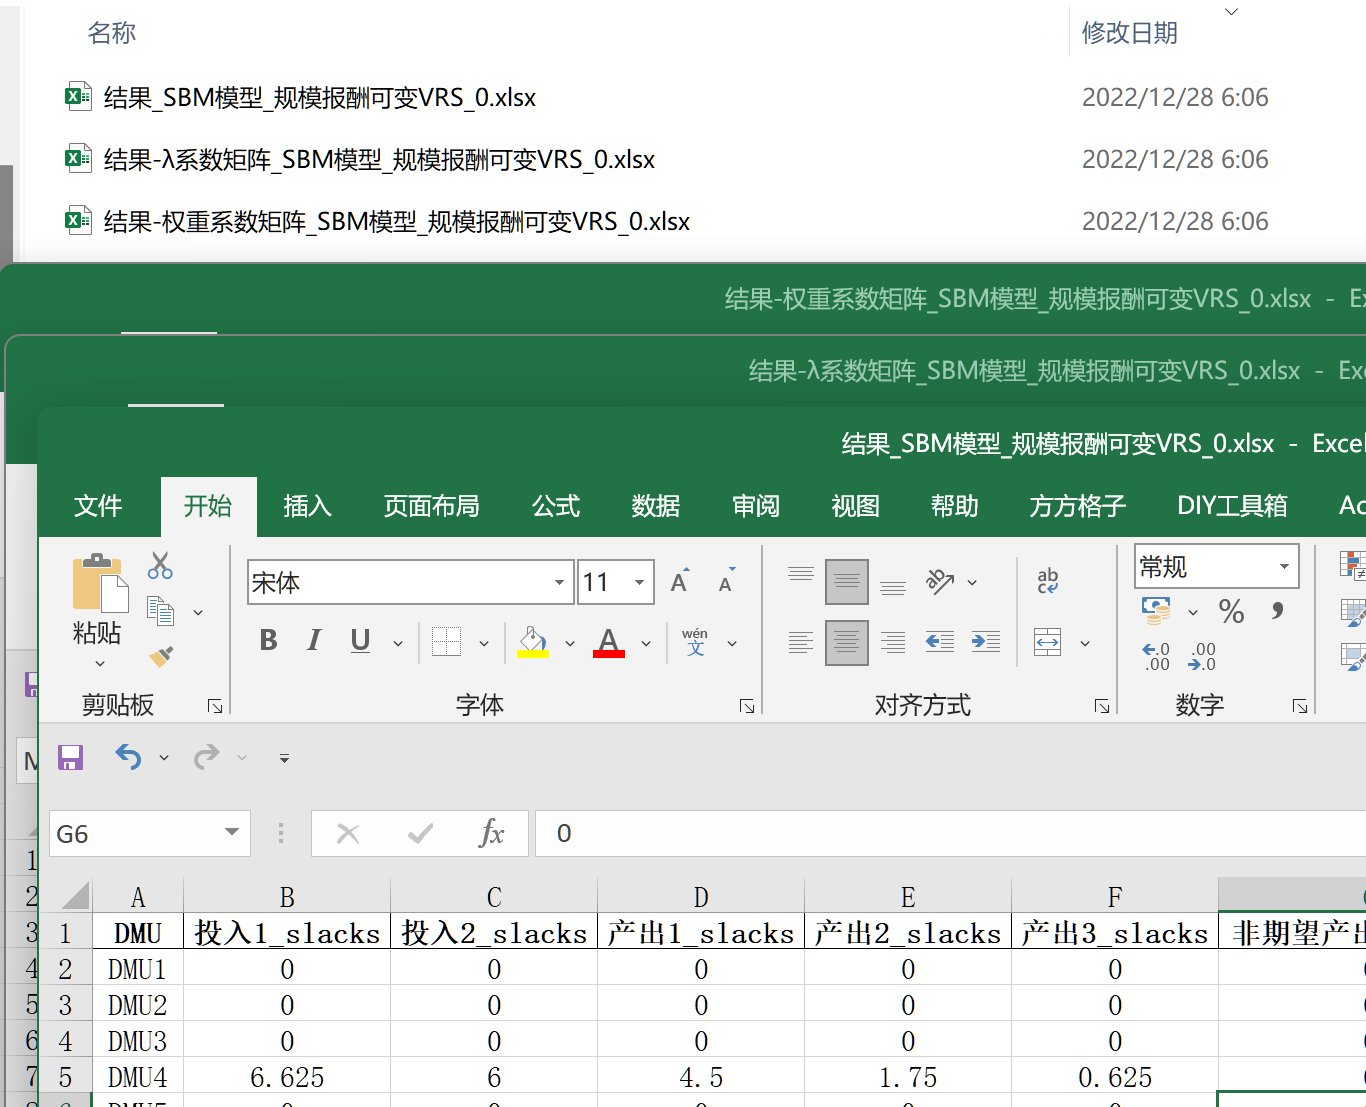 名称 修改日期
结果_SBM模型_规模报酬可变VRS_0.xlsx 2022/12/28 6:06
结果-λ系数矩阵_SBM模型_规模报酬可变VRS_0.xlsx 2022/12/28 6:06
结果-权重系数矩阵_SBM模型_规模报酬可变VRS_0.xlsx 2022/12/28 6:06
结果-权重系数矩阵_SBM模型_规模报酬可变VRS_0.xlsx - Ex
结果-λ系数矩阵_SBM模型_规模报酬可变VRS_0.xlsx - Exc
结果_SBM模型_规模报酬可变VRS_0.xlsx - Excel
文件 开始 插入 页面布局 公式 数据 审阅 视图 帮助 方方格子 DIY工具箱 Ac
宋体 11 A A ab 常规
粘贴 B I U A wén 文
剪贴板 字体 对齐方式 数字
G6 fx 0
A B C D E F
1 DMU 投入1_slacks 投入2_slacks 产出1_slacks 产出2_slacks 产出3_slacks 非期望产出
2 DMU1 0 0 0 0 0
3 DMU2 0 0 0 0 0
4 DMU3 0 0 0 0 0
5 DMU4 6.625 6 4.5 1.75 0.625